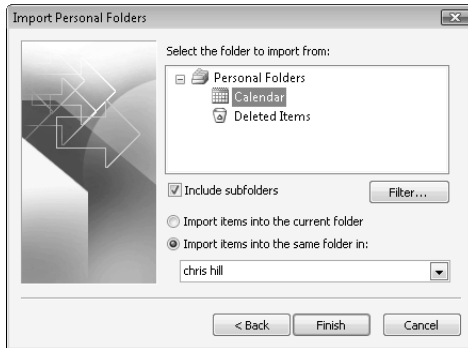 Import Personal Folders
Select the folder to import from:
Personal Folders
Calendar
Deleted Items
Include subfolders
Filter...
Import items into the current folder
Import items into the same folder in:
chris hill
< Back
Finish
Cancel